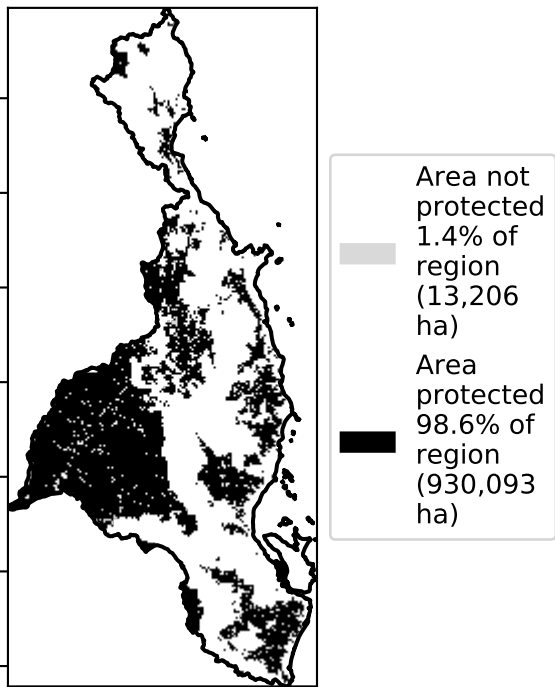 Area not
protected
1.4% of
region
(13,206
ha)
Area
protected
98.6% of
region
(930,093
ha)